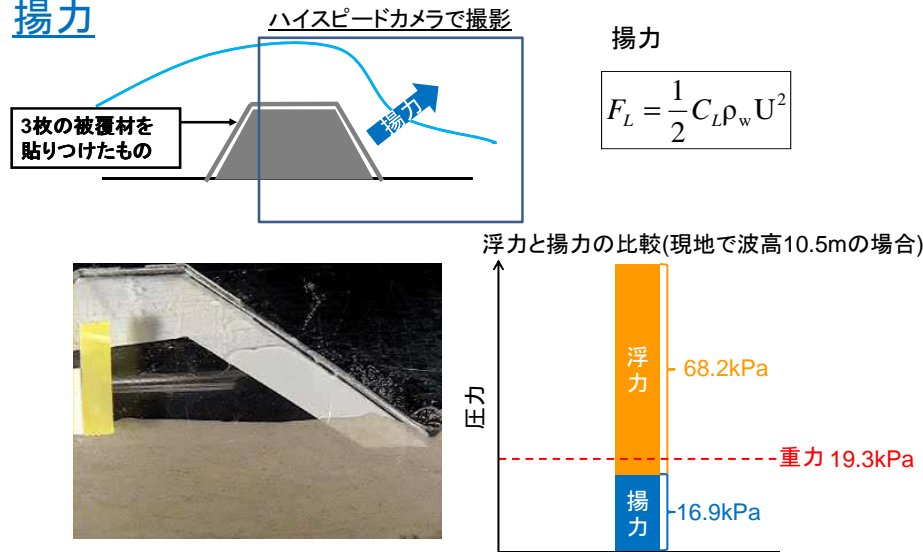 揚力
ハイスピードカメラで撮影
揚力
3枚の被覆材を
貼りつけたもの
揚力
F_L = \frac{1}{2} C_L ρ_w U^2
浮力と揚力の比較(現地で波高10.5mの場合)
圧力
浮力
68.2kPa
重力 19.3kPa
揚力
16.9kPa